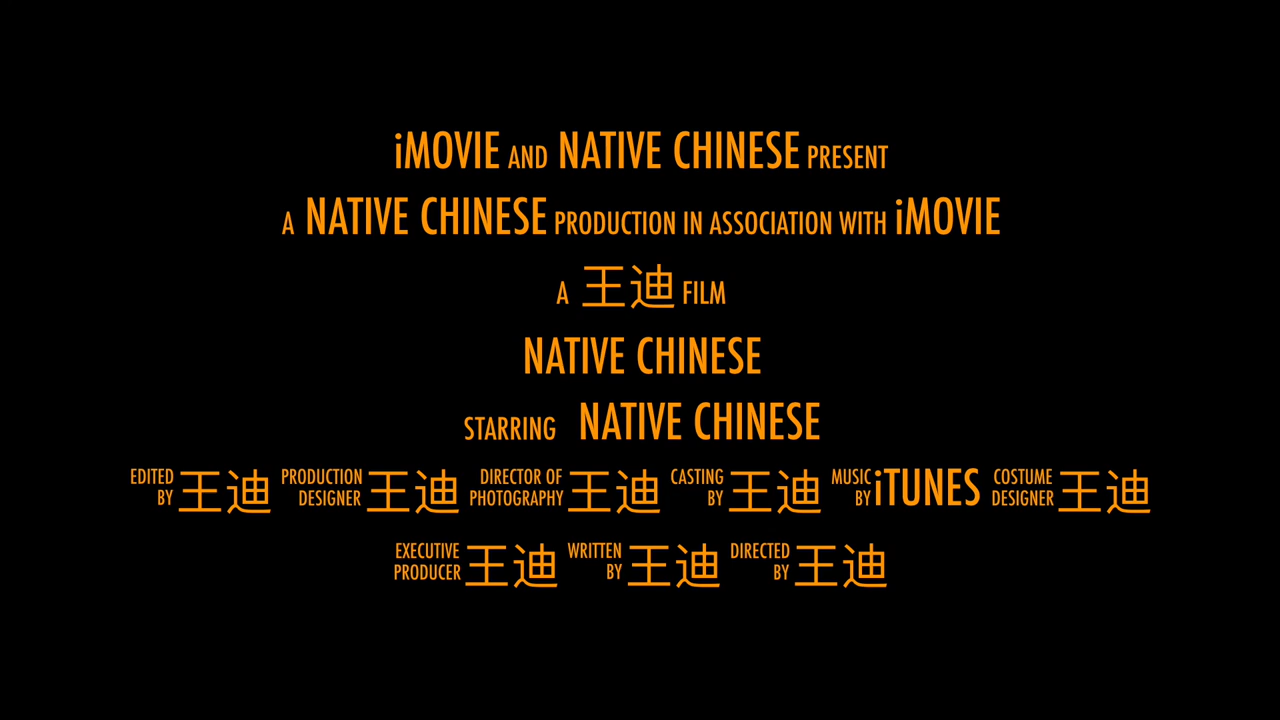 iMOVIE AND NATIVE CHINESE PRESENT
A NATIVE CHINESE PRODUCTION IN ASSOCIATION WITH iMOVIE
A 王迪 FILM
NATIVE CHINESE
STARRING NATIVE CHINESE
EDITED BY 王迪 PRODUCTION DESIGNER 王迪 DIRECTOR OF PHOTOGRAPHY 王迪 CASTING BY 王迪 MUSIC BY iTUNES COSTUME DESIGNER 王迪
EXECUTIVE PRODUCER 王迪 WRITTEN BY 王迪 DIRECTED BY 王迪